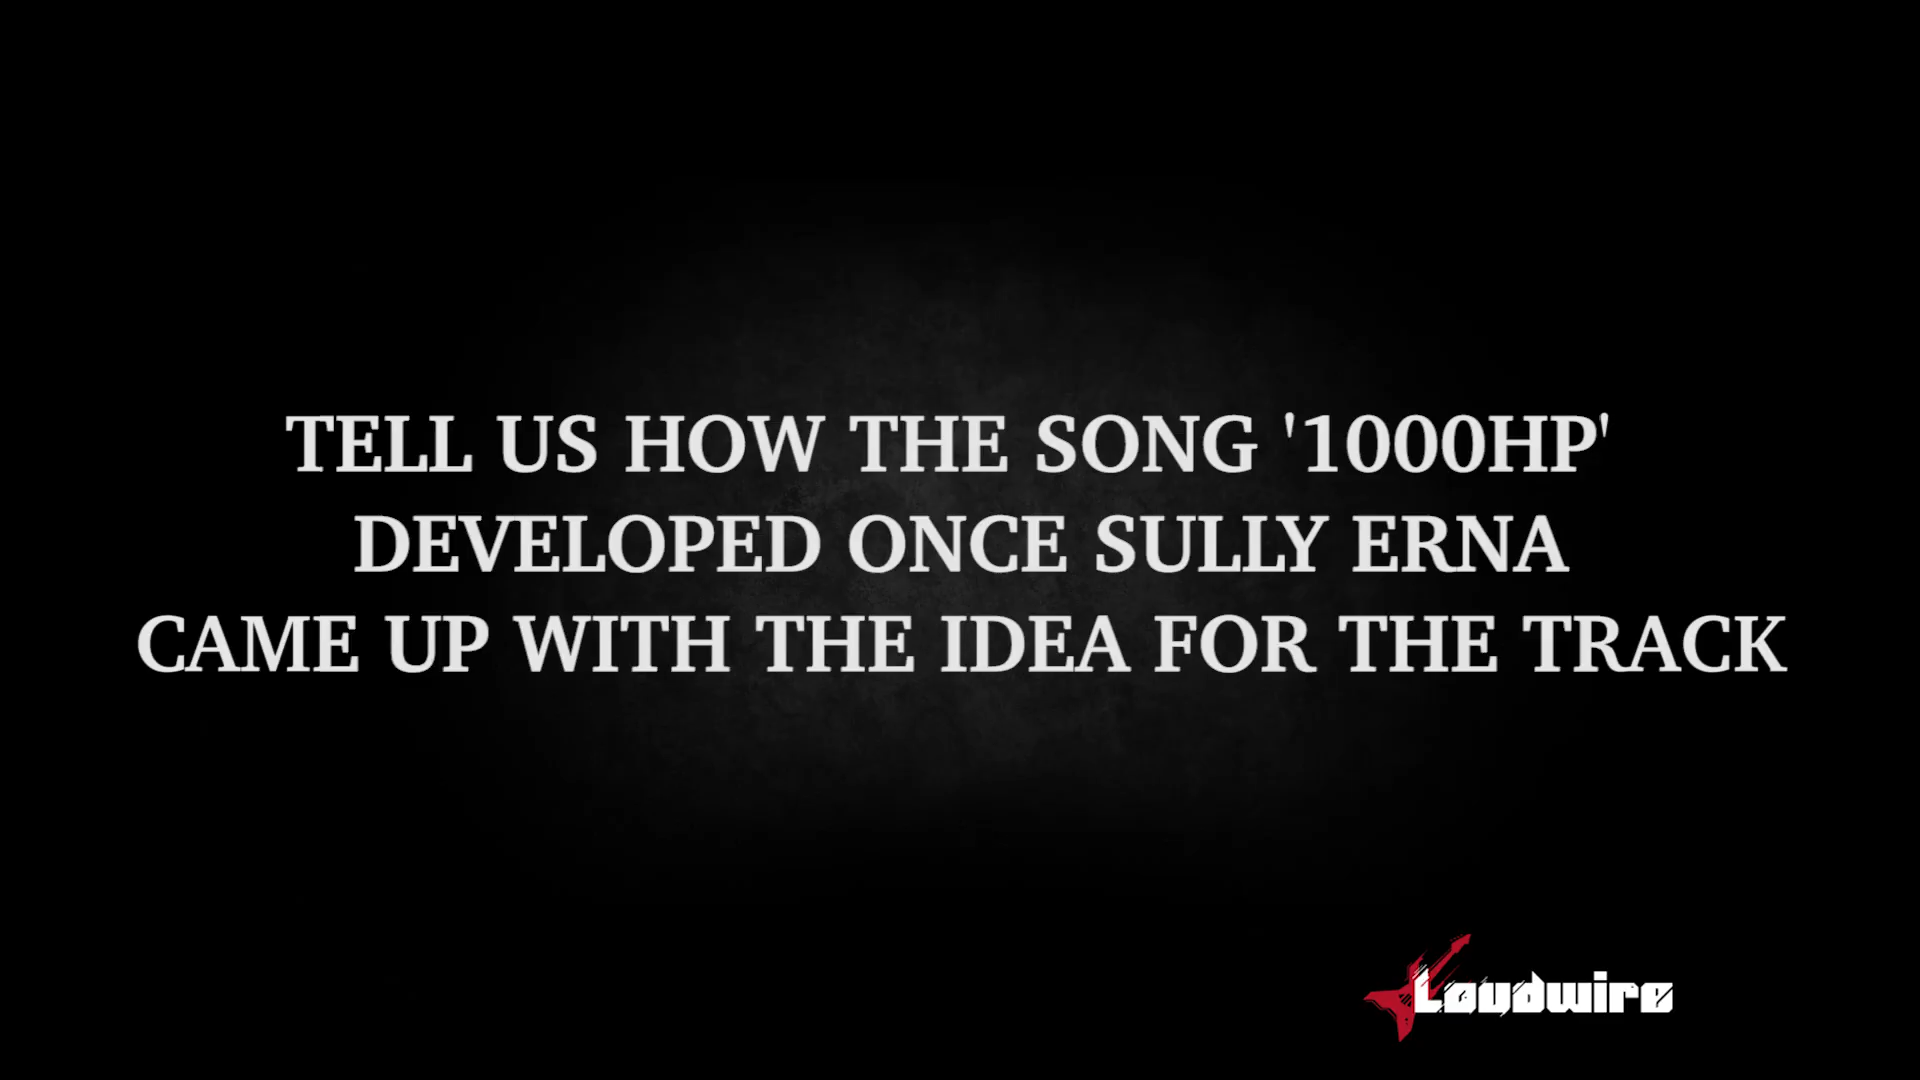 TELL US HOW THE SONG '1000HP'
DEVELOPED ONCE SULLY ERNA
CAME UP WITH THE IDEA FOR THE TRACK
Loudwire